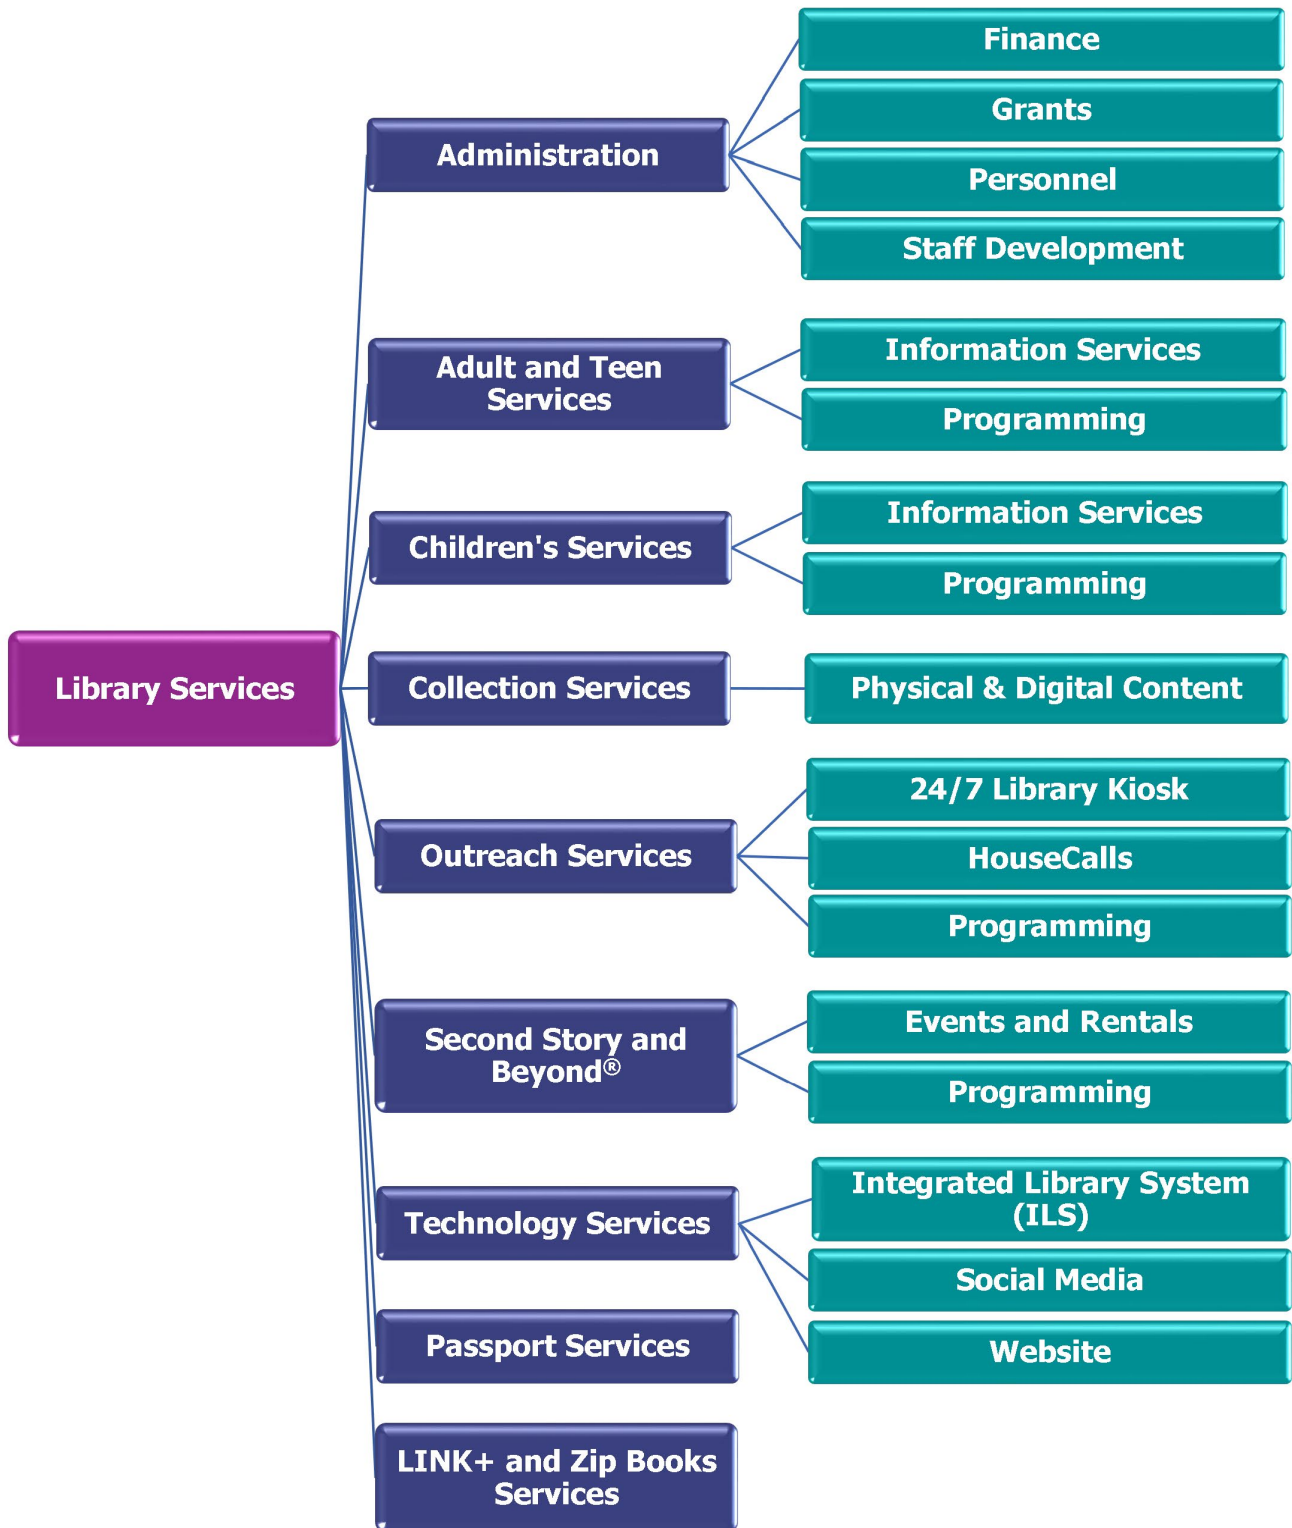 Library Services
Administration
Finance
Grants
Personnel
Staff Development
Adult and Teen
Services
Information Services
Programming
Children's Services
Information Services
Programming
Collection Services
Physical & Digital Content
Outreach Services
24/7 Library Kiosk
HouseCalls
Programming
Second Story and
Beyond®
Events and Rentals
Programming
Technology Services
Integrated Library System
(ILS)
Social Media
Website
Passport Services
LINK+ and Zip Books
Services